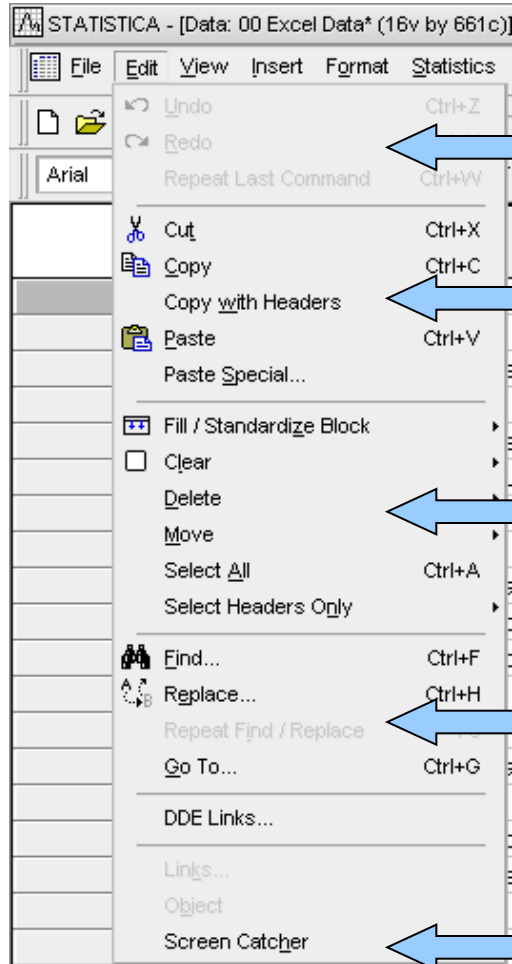 STATISTICA - [Data: 00 Excel Data* (16v by 661c)]
File Edit View Insert Format Statistics
Undo Ctrl+Z
Redo
Arial
Repeat Last Command Ctrl+W
Cut Ctrl+X
Copy Ctrl+C
Copy with Headers
Paste Ctrl+V
Paste Special...
Fill / Standardize Block
Clear
Delete
Move
Select All Ctrl+A
Select Headers Only
Find... Ctrl+F
Replace... Ctrl+H
Repeat Find / Replace
Go To... Ctrl+G
DDE Links...
Links...
Object
Screen Catcher